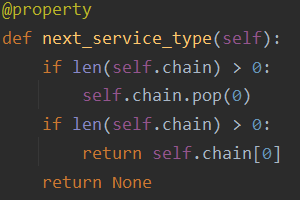 @property
def next_service_type(self):
    if len(self.chain) > 0:
        self.chain.pop(0)
    if len(self.chain) > 0:
        return self.chain[0]
    return None